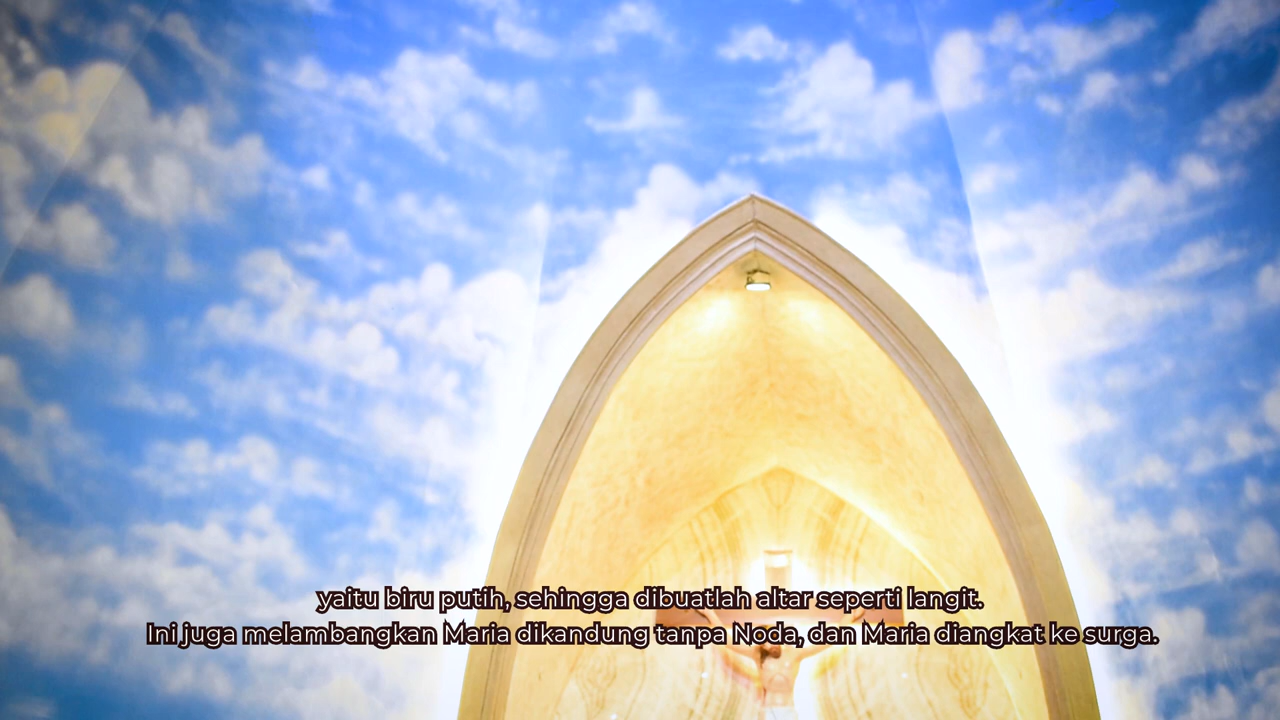 yaitu biru putih, sehingga dibuatlah altar seperti langit.
Ini juga melambangkan Maria dikandung tanpa Noda, dan Maria diangkat ke surga.